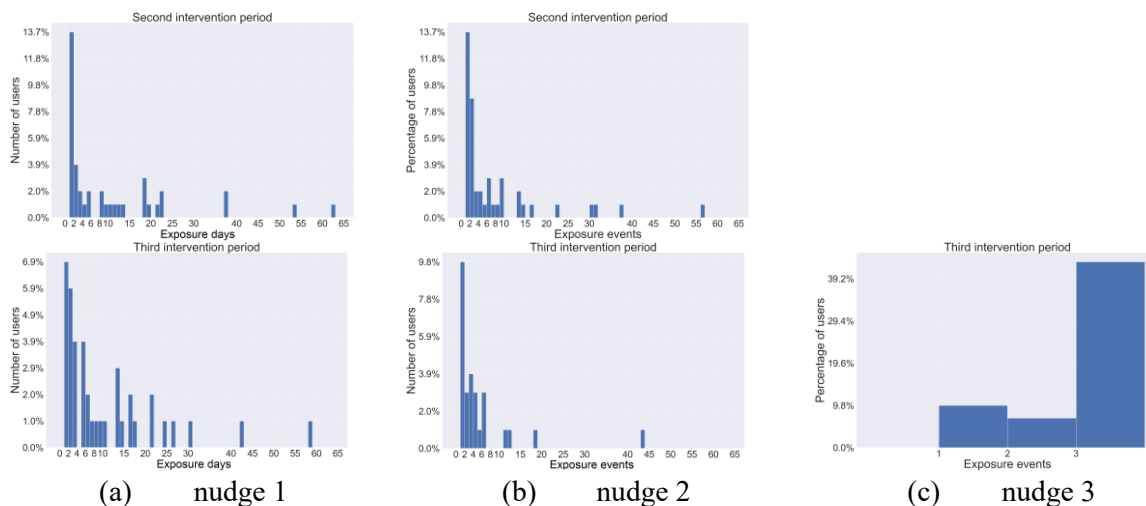 Second intervention period
13.7%
11.8%
9.8%
7.8%
5.9%
3.9%
2.0%
0.0%
Number of users
0 2 4 6 8 10 15 20 25 30 40 45 50 55 60 65
Exposure days
Second intervention period
13.7%
11.8%
9.8%
7.8%
5.9%
3.9%
2.0%
0.0%
Percentage of users
0 2 4 6 8 10 15 20 25 30 40 45 50 55 60 65
Exposure events
Third intervention period
6.9%
5.9%
4.9%
3.9%
2.9%
2.0%
1.0%
0.0%
Number of users
0 2 4 6 8 10 15 20 25 30 40 45 50 55 60 65
Exposure days
Third intervention period
9.8%
7.8%
5.9%
3.9%
2.0%
0.0%
Number of users
0 2 4 6 8 10 15 20 25 30 40 45 50 55 60 65
Exposure events
Third intervention period
39.2%
29.4%
19.6%
9.8%
0.0%
Percentage of users
1 2 3
Exposure events
(a) nudge 1
(b) nudge 2
(c) nudge 3